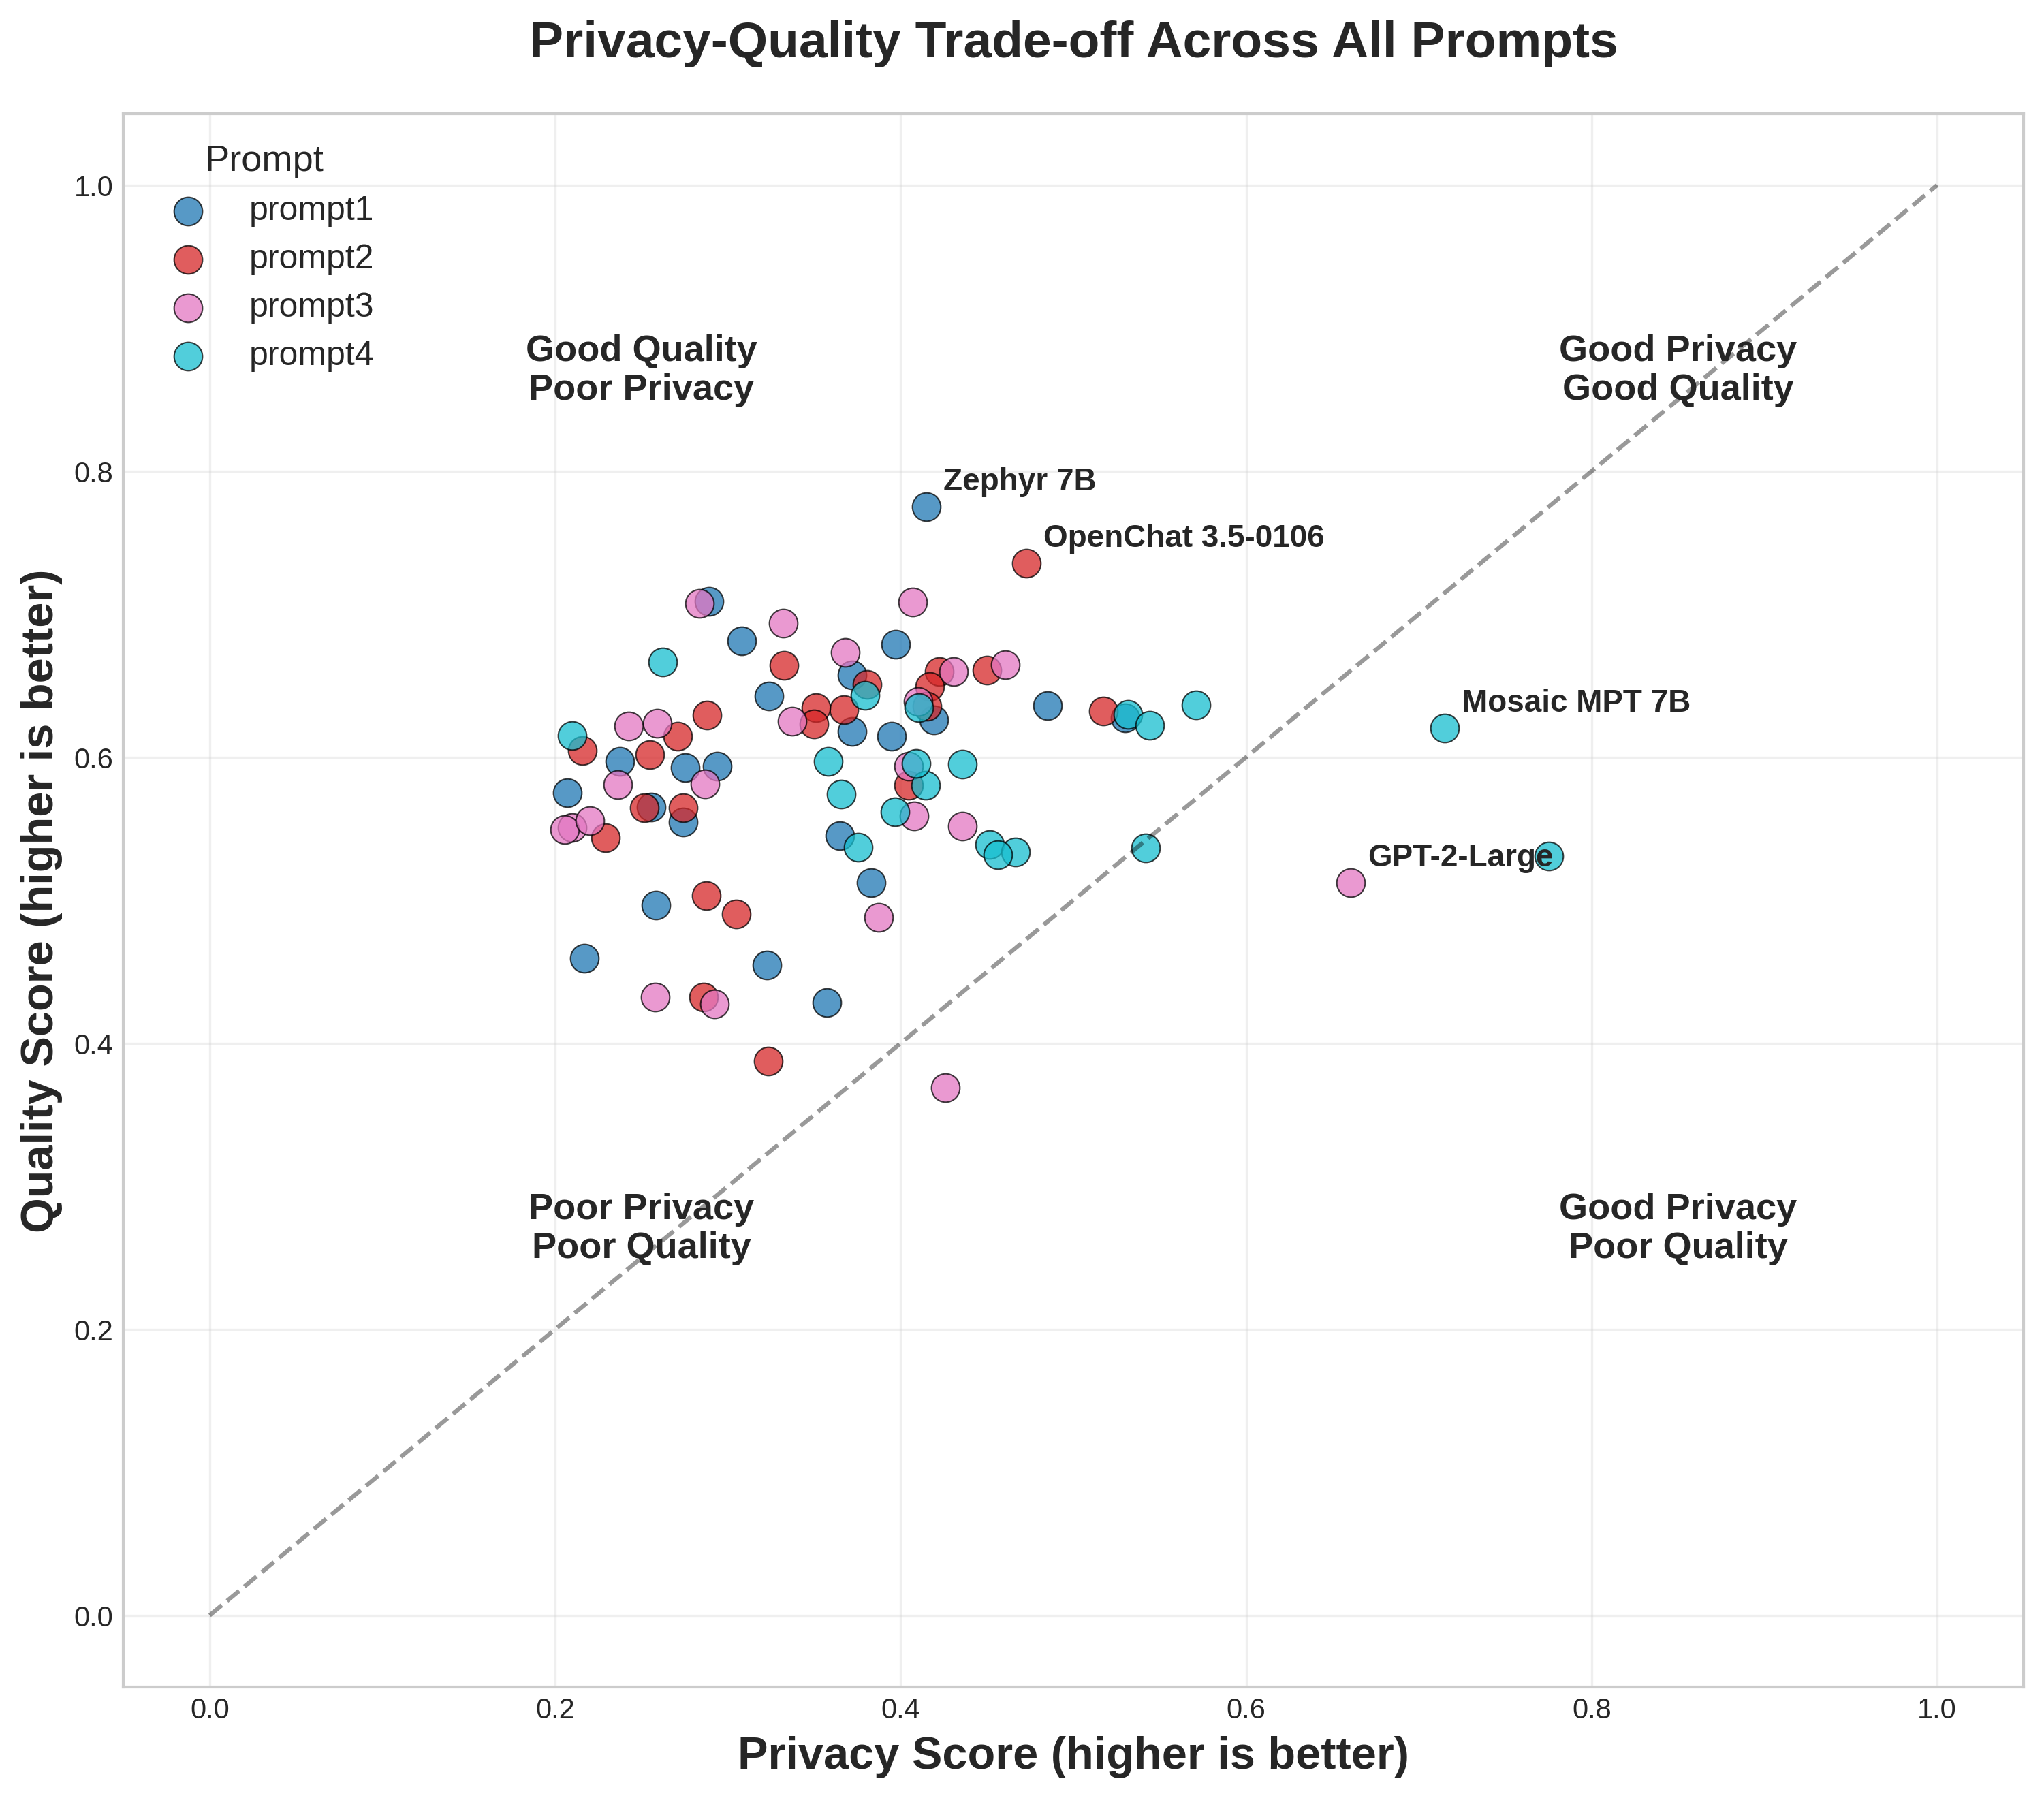 Privacy-Quality Trade-off Across All Prompts
Prompt
prompt1
prompt2
prompt3
prompt4
Good Quality
Poor Privacy
Good Privacy
Good Quality
Zephyr 7B
OpenChat 3.5-0106
Mosaic MPT 7B
GPT-2-Large
Poor Privacy
Poor Quality
Good Privacy
Poor Quality
Quality Score (higher is better)
1.0
0.8
0.6
0.4
0.2
0.0
0.0
0.2
0.4
0.6
0.8
1.0
Privacy Score (higher is better)